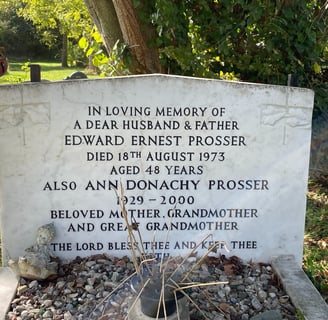 IN LOVING MEMORY OF
A DEAR HUSBAND & FATHER
EDWARD ERNEST PROSSER
DIED 18TH AUGUST 1973
AGED 48 YEARS
ALSO ANN DONACHY PROSSER
1929 - 2000
BELOVED MOTHER, GRANDMOTHER
AND GREAT GRANDMOTHER
THE LORD BLESS THEE AND KEEP THEE